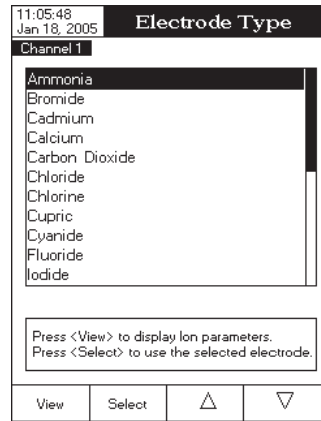 11:05:48
Jan 18, 2005
Electrode Type
Channel 1
Ammonia
Bromide
Cadmium
Calcium
Carbon Dioxide
Chloride
Chlorine
Cupric
Cyanide
Fluoride
Iodide
Press <View> to display Ion parameters.
Press <Select> to use the selected electrode.
View
Select